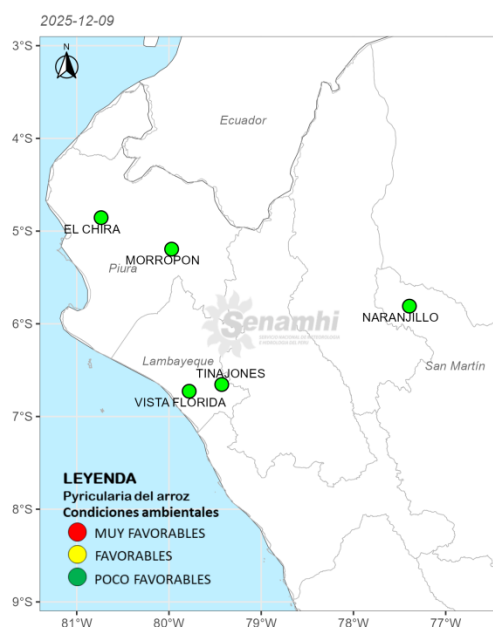 2025-12-09
3°S
N
Ecuador
4°S
EL CHIRA
5°S
MORROPON
Piura
NARANJILLO
6°S
Senamhi
Lambayeque
TINAJONES
San Martín
VISTA FLORIDA
7°S
LEYENDA
Pyricularia del arroz
Condiciones ambientales
MUY FAVORABLES
8°S
FAVORABLES
POCO FAVORABLES
9°S
81°W 80°W 79°W 78°W 77°W